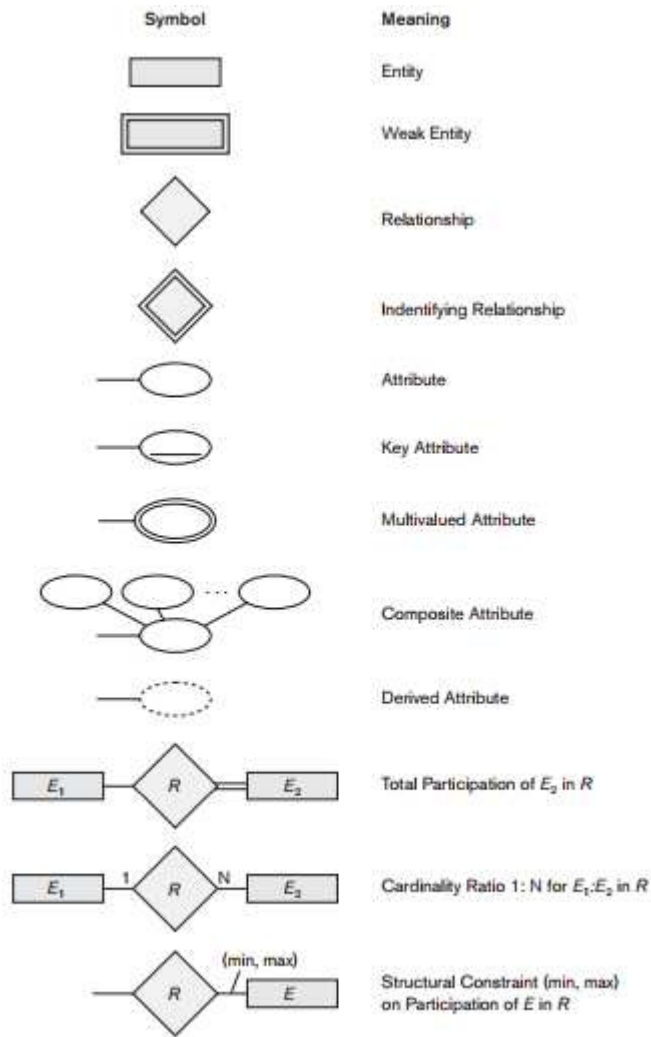 Symbol Meaning
Entity
Weak Entity
Relationship
Indentifying Relationship
Attribute
Key Attribute
Multivalued Attribute
...
Composite Attribute
Derived Attribute
E₁ R E₂ Total Participation of E₂ in R
E₁ 1 R N E₂ Cardinality Ratio 1: N for E₁:E₂ in R
(min, max)
R E Structural Constraint (min, max)
on Participation of E in R